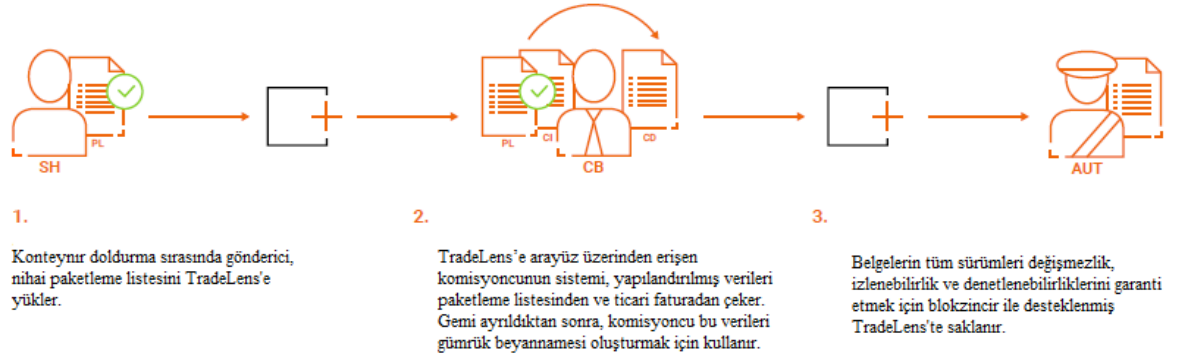 PL
SH
PL
CI
CD
CB
AUT
1.
Konteynır doldurma sırasında gönderici,
nihai paketleme listesini TradeLens'e
yükler.
2.
TradeLens’e arayüz üzerinden erişen
komisyoncunun sistemi, yapılandırılmış verileri
paketleme listesinden ve ticari faturadan çeker.
Gemi ayrıldıktan sonra, komisyoncu bu verileri
gümrük beyannamesi oluşturmak için kullanır.
3.
Belgelerin tüm sürümleri değişmezlik,
izlenebilirlik ve denetlenebilirliklerini garanti
etmek için blokzincir ile desteklenmiş
TradeLens'te saklanır.